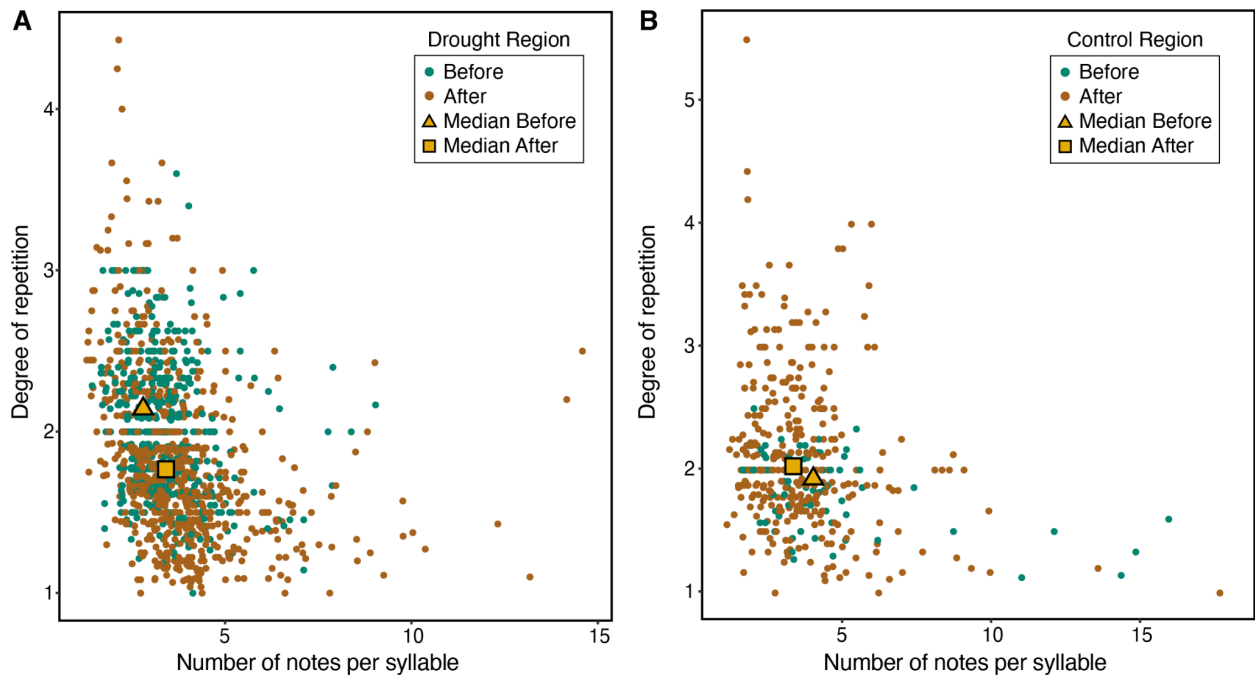 A
Drought Region
Before
After
Median Before
Median After
4
3
2
1
Degree of repetition
5
10
15
Number of notes per syllable
B
Control Region
Before
After
Median Before
Median After
5
4
3
2
1
Degree of repetition
5
10
15
Number of notes per syllable